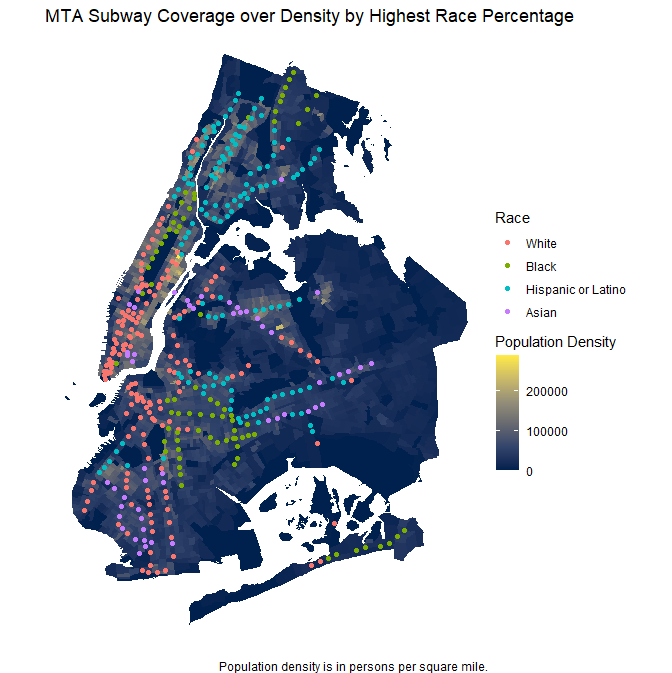 MTA Subway Coverage over Density by Highest Race Percentage
Race
White
Black
Hispanic or Latino
Asian
Population Density
200000
100000
0
Population density is in persons per square mile.